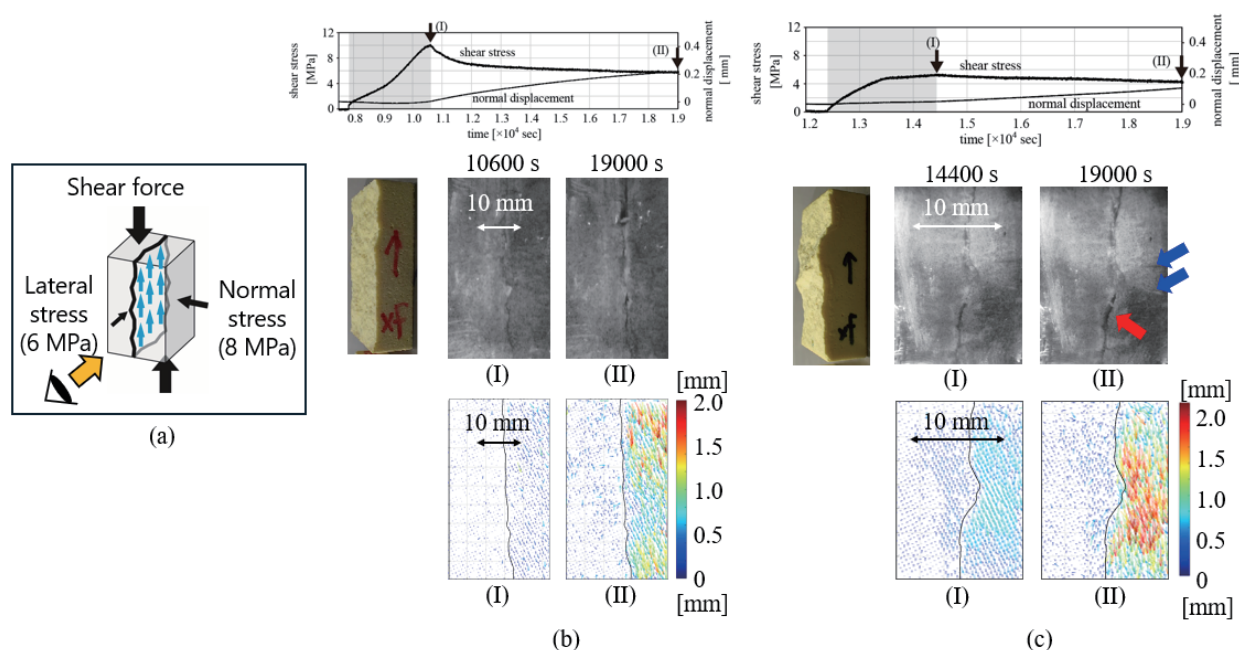 Shear force
Lateral
stress
(6 MPa)
Normal
stress
(8 MPa)
(a)
shear stress
[MPa]
12
8
4
0
(I)
(II)
shear stress
normal displacement
0.4
0.2
0
normal displacement
[ mm]
1 1.1 1.2 1.3 1.4 1.5 1.6 1.7 1.8 1.9
time [×10⁴ sec]
10600 s
19000 s
10 mm
xf
(I)
(II)
10 mm
[mm]
2.0
1.5
1.0
0.5
0
[mm]
(I)
(II)
(b)
shear stress
[MPa]
12
8
4
0
(I)
(II)
shear stress
normal displacement
0.4
0.2
0
normal displacement
[ mm]
1.2 1.3 1.4 1.5 1.6 1.7 1.8 1.9
time [×10⁴ sec]
14400 s
19000 s
10 mm
xf
(I)
(II)
10 mm
[mm]
2.0
1.5
1.0
0.5
0
[mm]
(I)
(II)
(c)